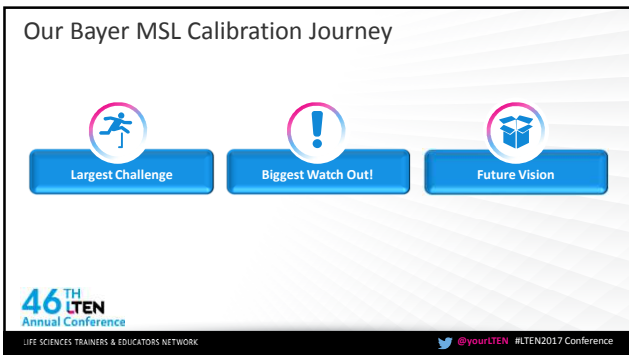 Our Bayer MSL Calibration Journey
Largest Challenge
Biggest Watch Out!
Future Vision
46TH LTEN
Annual Conference
LIFE SCIENCES TRAINERS & EDUCATORS NETWORK
@yourLTEN #LTEN2017 Conference